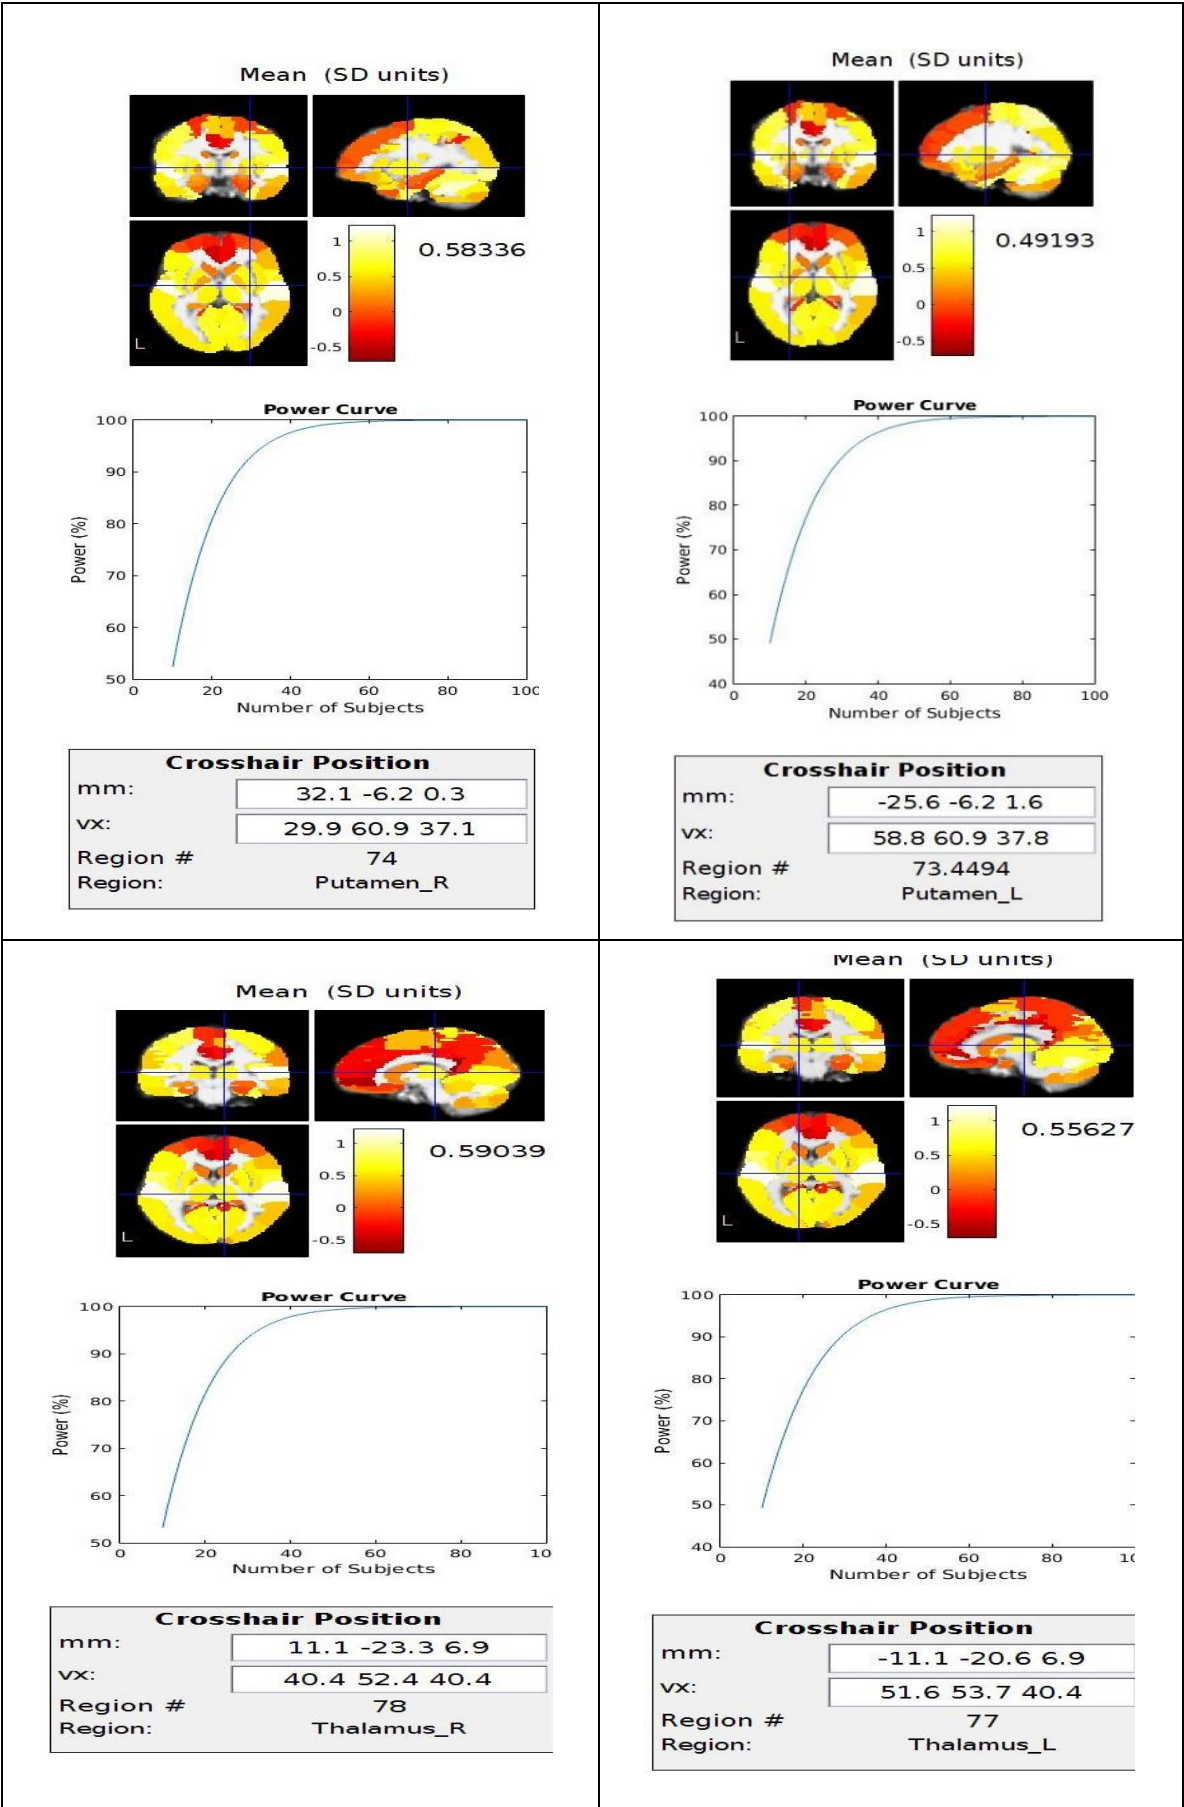 Mean (SD units)
1
0.5
0
-0.5
0.58336
L
Power Curve
100
90
80
70
60
50
Power (%)
0 20 40 60 80 100
Number of Subjects
Crosshair Position
mm: 32.1 -6.2 0.3
vx: 29.9 60.9 37.1
Region # 74
Region: Putamen_R
Mean (SD units)
1
0.5
0
-0.5
0.49193
L
Power Curve
100
90
80
70
60
50
40
Power (%)
0 20 40 60 80 100
Number of Subjects
Crosshair Position
mm: -25.6 -6.2 1.6
vx: 58.8 60.9 37.8
Region # 73.4494
Region: Putamen_L
Mean (SD units)
1
0.5
0
-0.5
0.59039
L
Power Curve
100
90
80
70
60
50
Power (%)
0 20 40 60 80 10
Number of Subjects
Crosshair Position
mm: 11.1 -23.3 6.9
vx: 40.4 52.4 40.4
Region # 78
Region: Thalamus_R
Mean (SD units)
1
0.5
0
-0.5
0.55627
L
Power Curve
100
90
80
70
60
50
40
Power (%)
0 20 40 60 80 10
Number of Subjects
Crosshair Position
mm: -11.1 -20.6 6.9
vx: 51.6 53.7 40.4
Region # 77
Region: Thalamus_L